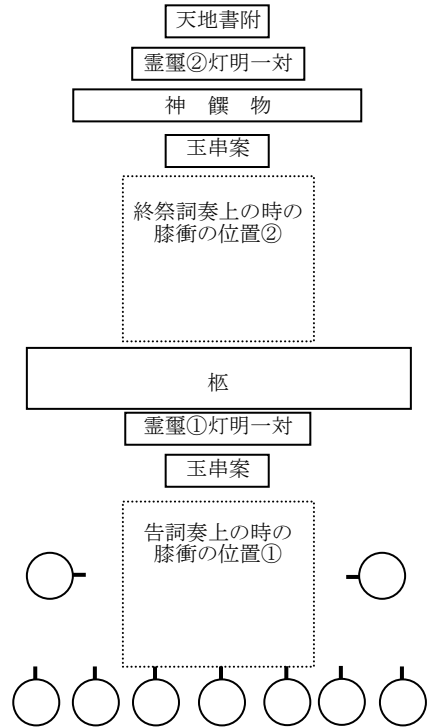 天地書附
霊璽②灯明一対
神 饌 物
玉串案
終祭詞奏上の時の
膝衝の位置②
柩
霊璽①灯明一対
玉串案
告詞奏上の時の
膝衝の位置①